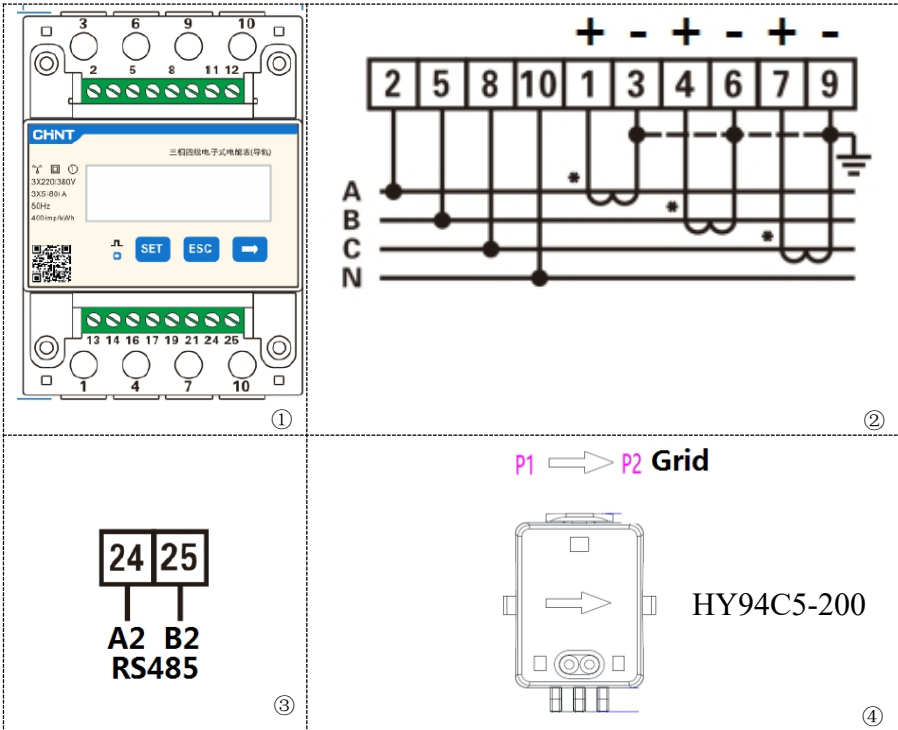 3 6 9 10
2 5 8 11 12
CHNT
三相四线电子式电能表(导轨)
3X220/380V
3X5(80)A
50Hz
400imp/kWh
SET ESC
13 14 16 17 19 21 24 25
1 4 7 10
①
+ - + - + -
2 5 8 10 1 3 4 6 7 9
* * *
A
B
C
N
②
24 25
A2 B2
RS485
③
P1 P2 Grid
HY94C5-200
④